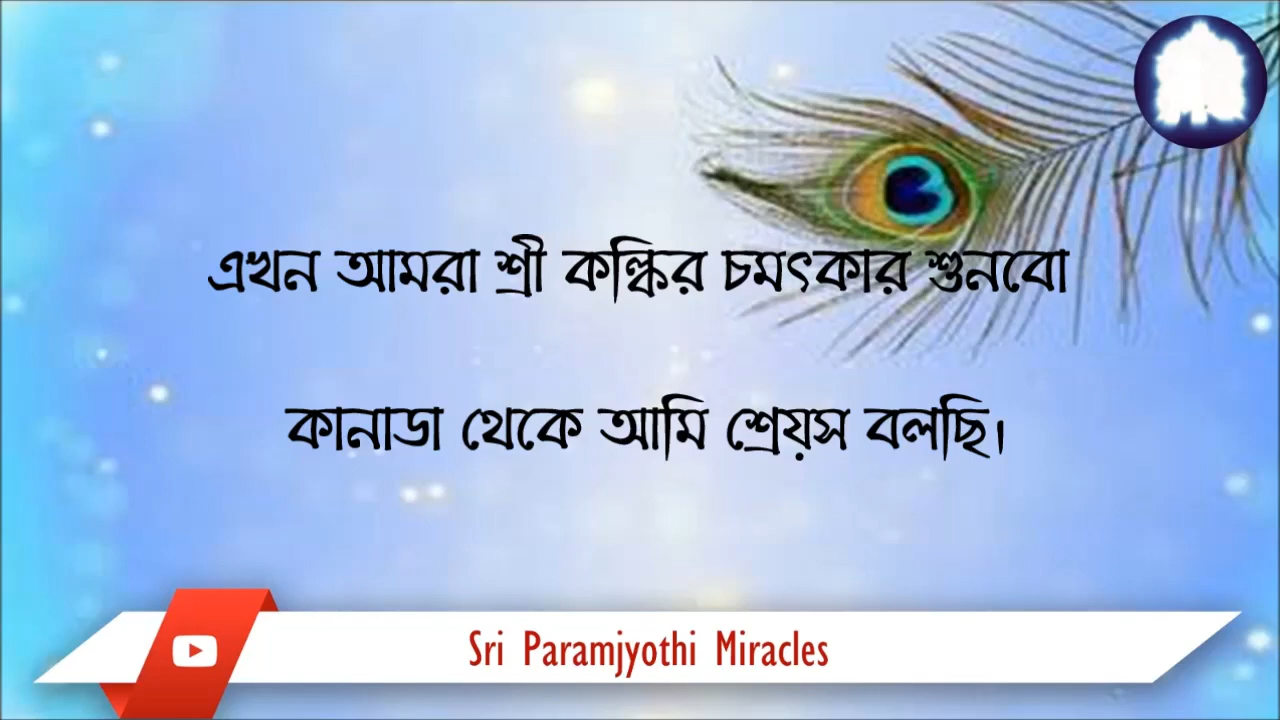 এখন আমরা শ্রী কল্কির চমৎকার শুনবো
কানাডা থেকে আমি শ্রেয়স বলছি।
Sri Paramjyothi Miracles